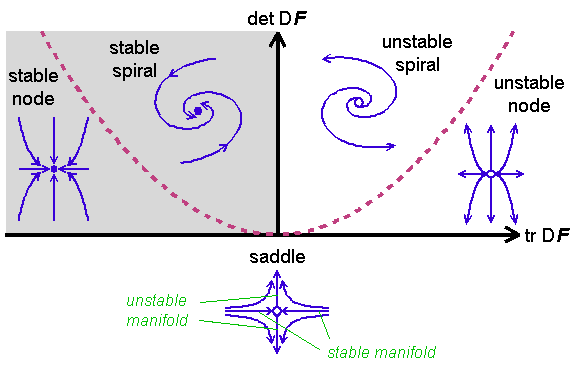 det DF
stable
spiral
unstable
spiral
stable
node
unstable
node
tr DF
saddle
unstable
manifold
stable manifold